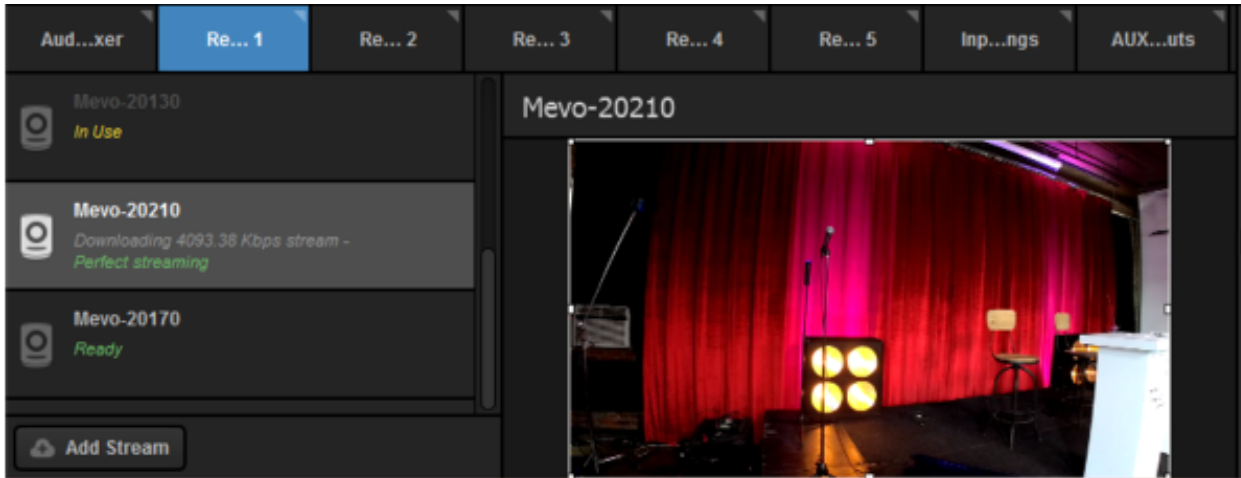 Aud...xer
Re... 1
Re... 2
Re... 3
Re... 4
Re... 5
Inp...ngs
AUX...uts
Mevo-20130
In Use
Mevo-20210
Downloading 4093.38 Kbps stream -
Perfect streaming
Mevo-20170
Ready
Add Stream
Mevo-20210